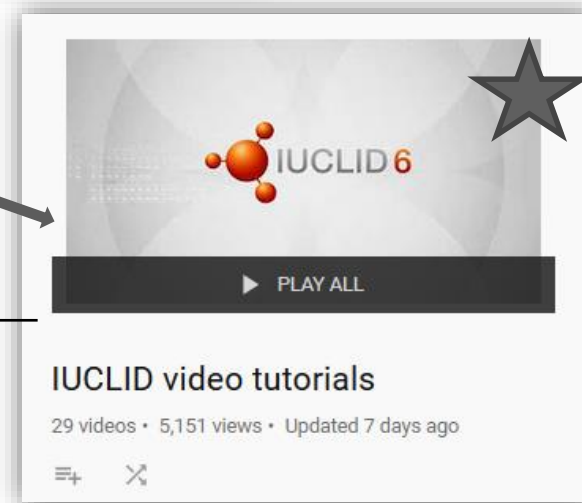 IUCLID 6
PLAY ALL
IUCLID video tutorials
29 videos • 5,151 views • Updated 7 days ago